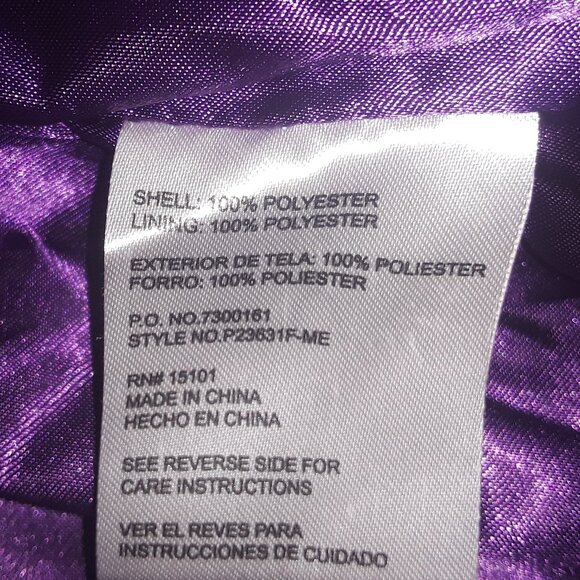 SHELL: 100% POLYESTER
LINING: 100% POLYESTER
EXTERIOR DE TELA: 100% POLIESTER
FORRO: 100% POLIESTER
P.O. NO.7300161
STYLE NO.P23631F-ME
RN# 15101
MADE IN CHINA
HECHO EN CHINA
SEE REVERSE SIDE FOR
CARE INSTRUCTIONS
VER EL REVES PARA
INSTRUCCIONES DE CUIDADO